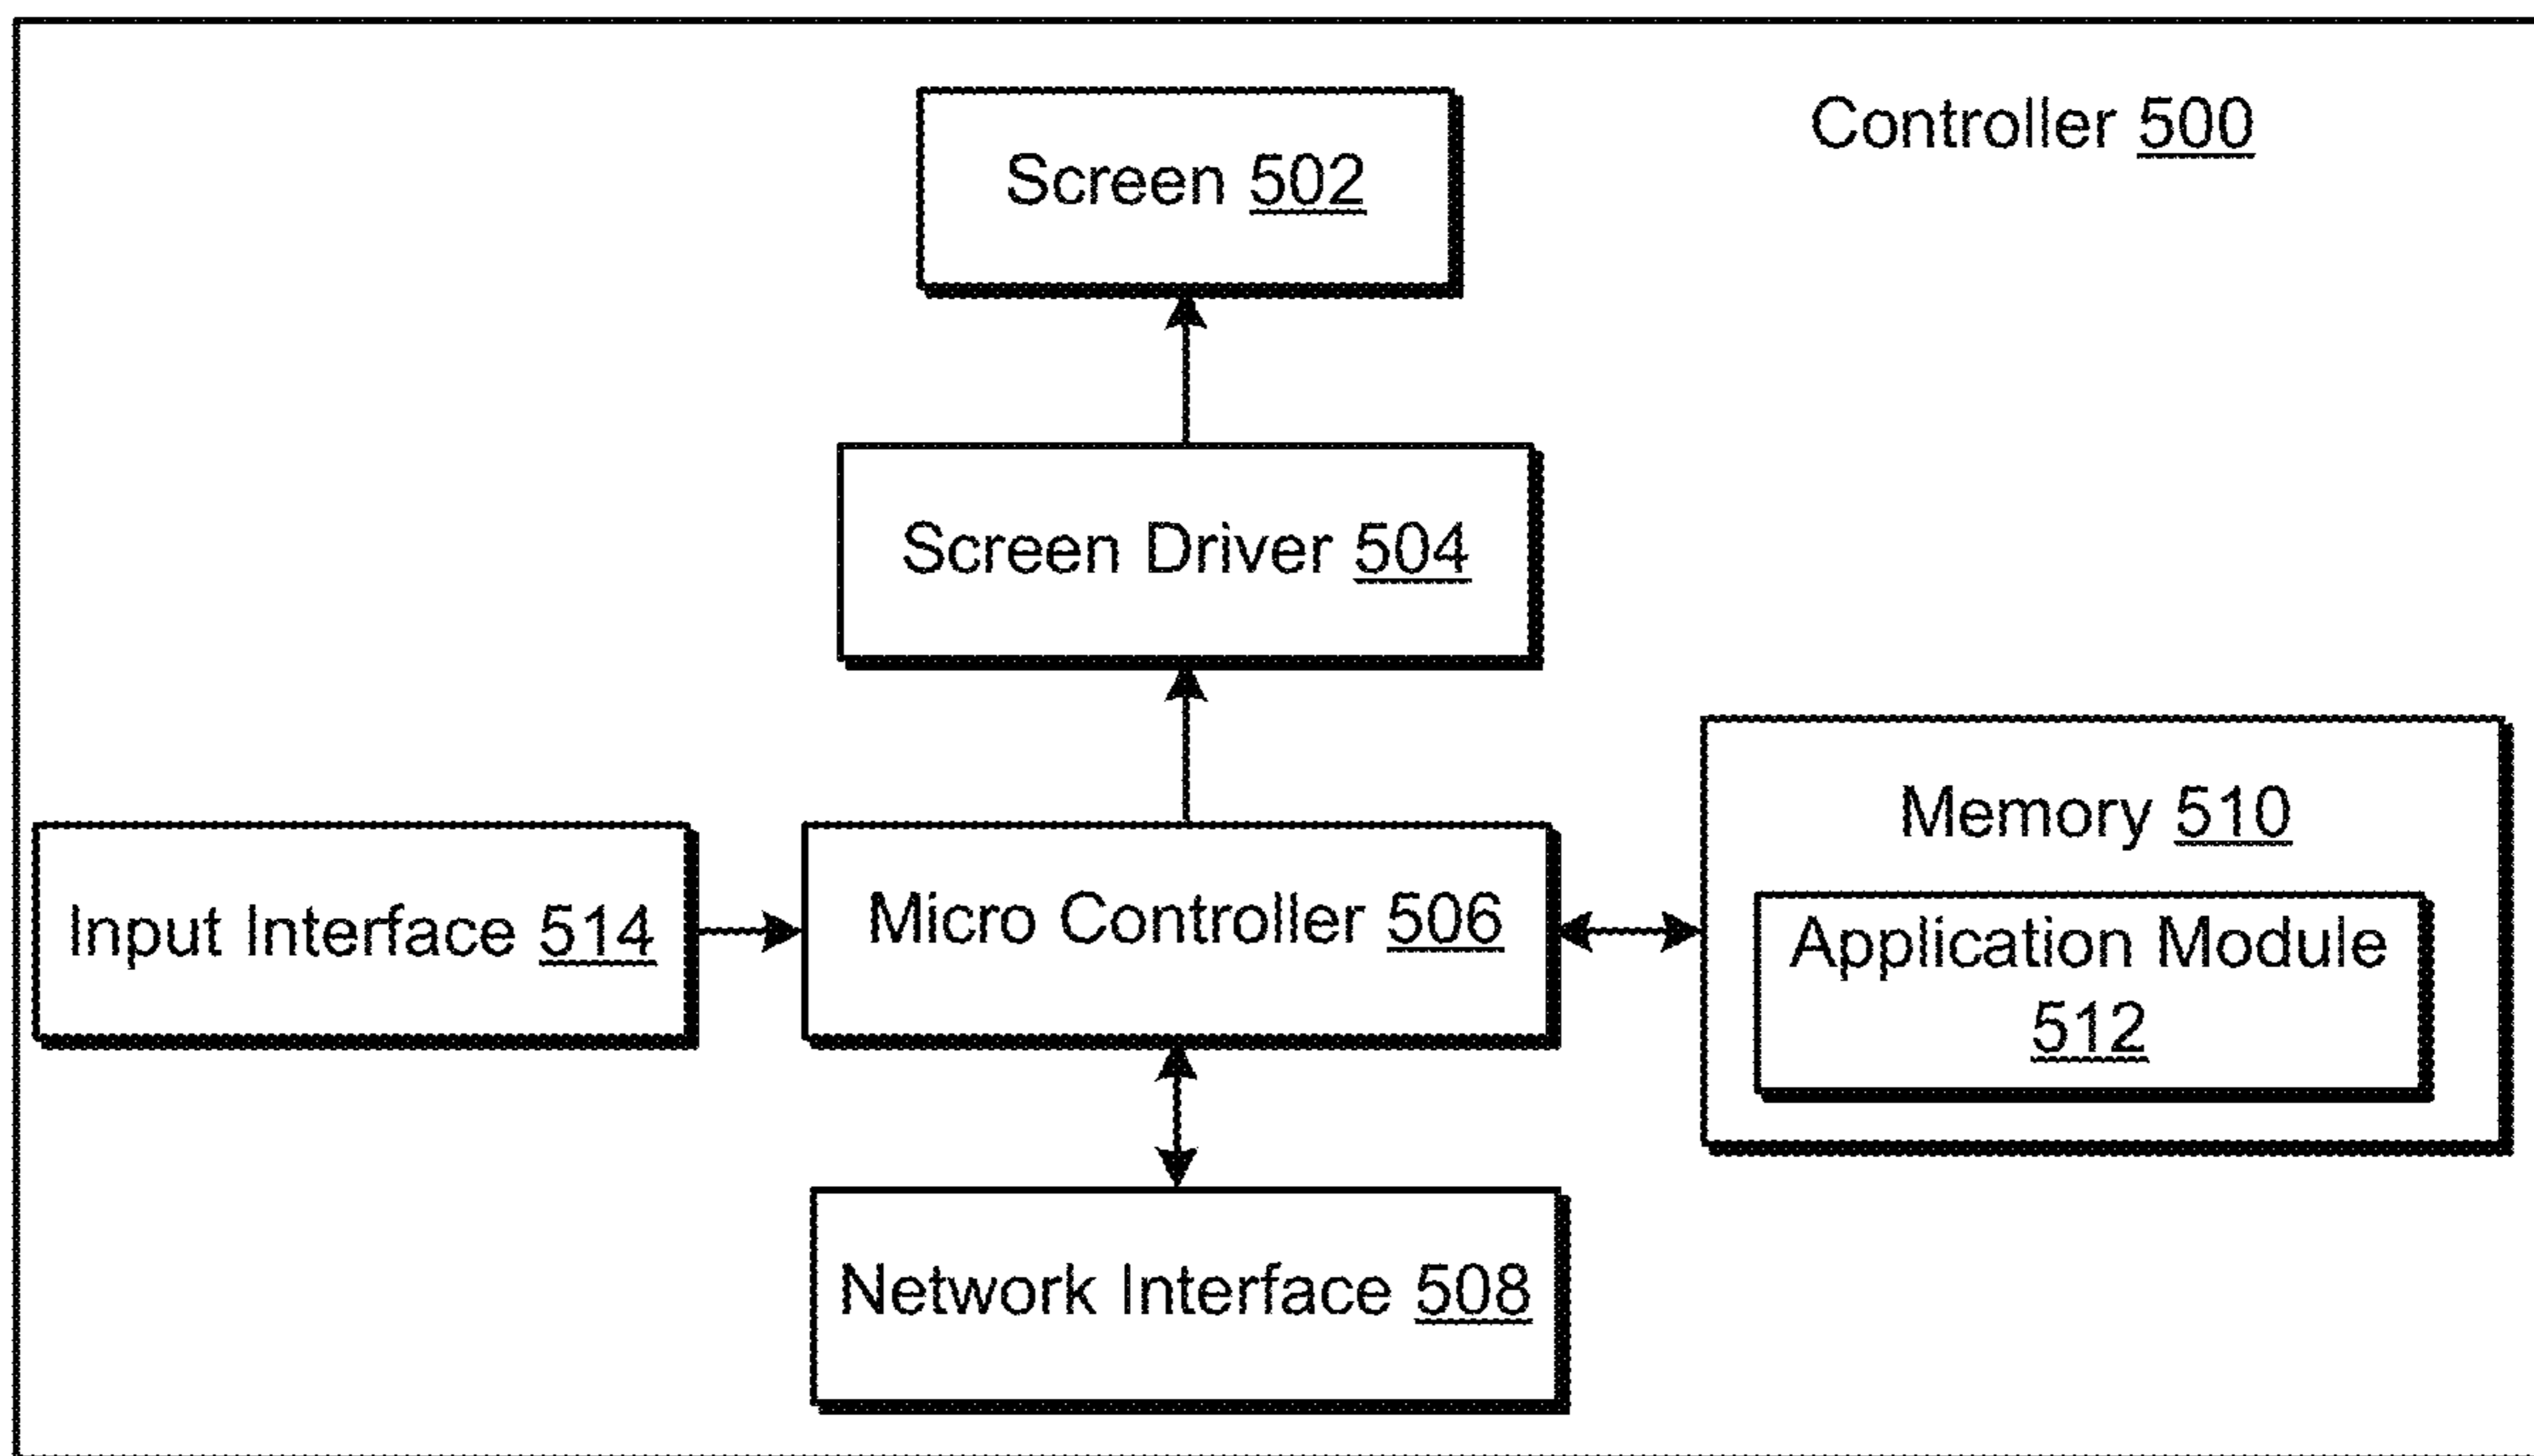 Controller 500
Screen 502
Screen Driver 504
Memory 510
Input Interface 514
Micro Controller 506
Application Module
512
Network Interface 508